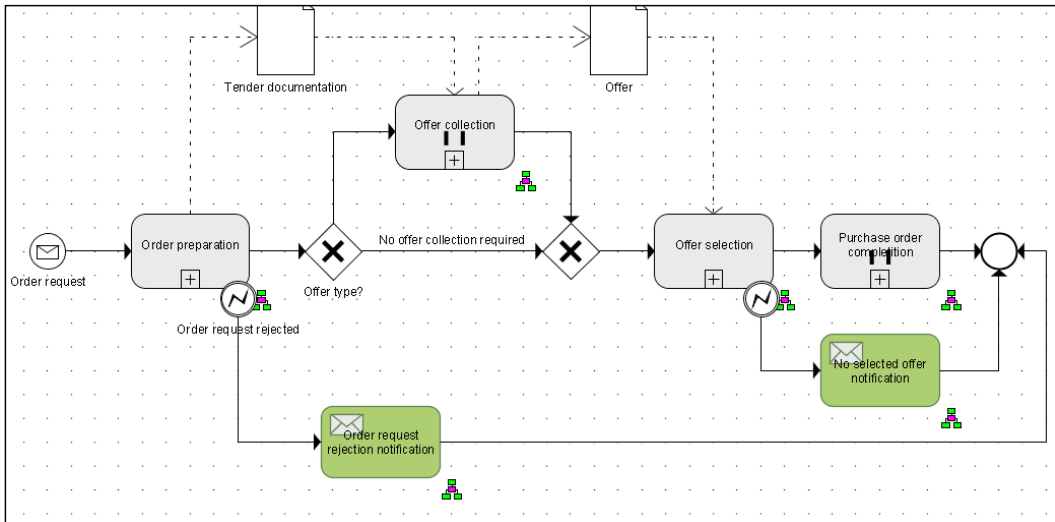 Tender documentation
Offer
Offer collection
Order preparation
No offer collection required
Offer selection
Purchase order
completition
Order request
Offer type?
Order request rejected
No selected offer
notification
Order request
rejection notification